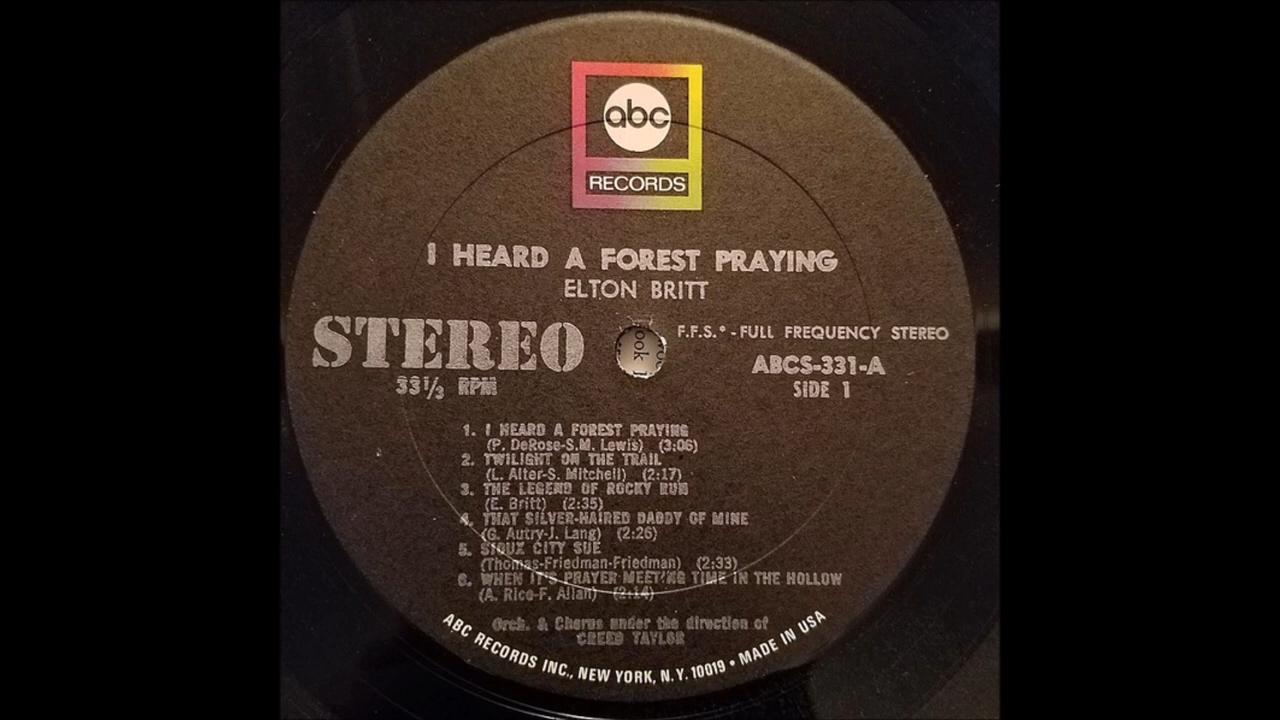 abc
RECORDS
I HEARD A FOREST PRAYING
ELTON BRITT
STEREO
33⅓ RPM
F.F.S.® - FULL FREQUENCY STEREO
ABCS-331-A
SIDE 1
ook
1. I HEARD A FOREST PRAYING
(P. DeRose-S.M. Lewis) (3:06)
2. TWILIGHT ON THE TRAIL
(L. Alter-S. Mitchell) (2:17)
3. THE LEGEND OF ROCKY RUN
(E. Britt) (2:35)
4. THAT SILVER-HAIRED DADDY OF MINE
(G. Autry-J. Lang) (2:26)
5. SIOUX CITY SUE
(Thomas-Friedman-Friedman) (2:33)
6. WHEN IT'S PRAYER MEETING TIME IN THE HOLLOW
(A. Rice-F. Allan) (2:14)
Orch. & Chorus under the direction of
CREED TAYLOR
ABC RECORDS INC., NEW YORK, N.Y. 10019 • MADE IN USA